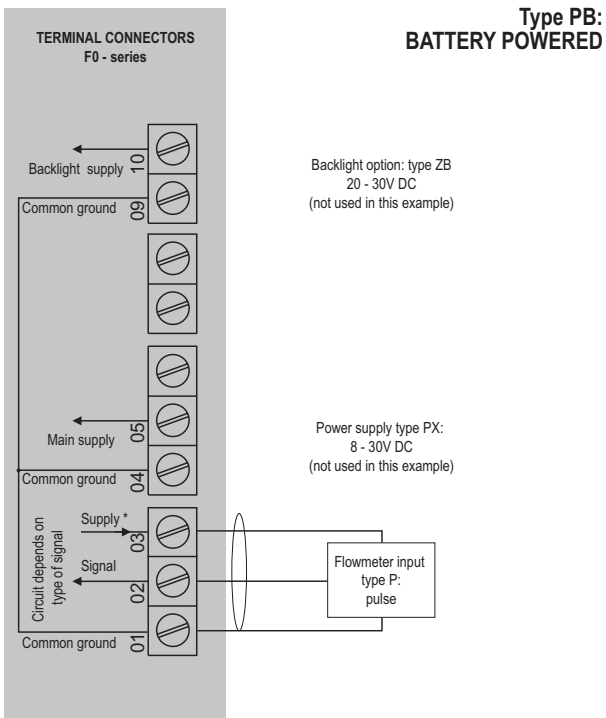 Type PB:
BATTERY POWERED
TERMINAL CONNECTORS
F0 - series
10
Backlight supply
Common ground
09
Backlight option: type ZB
20 - 30V DC
(not used in this example)
05
Main supply
Common ground
04
Power supply type PX:
8 - 30V DC
(not used in this example)
Circuit depends on
type of signal
Supply *
03
Signal
02
Common ground
01
Flowmeter input
type P:
pulse